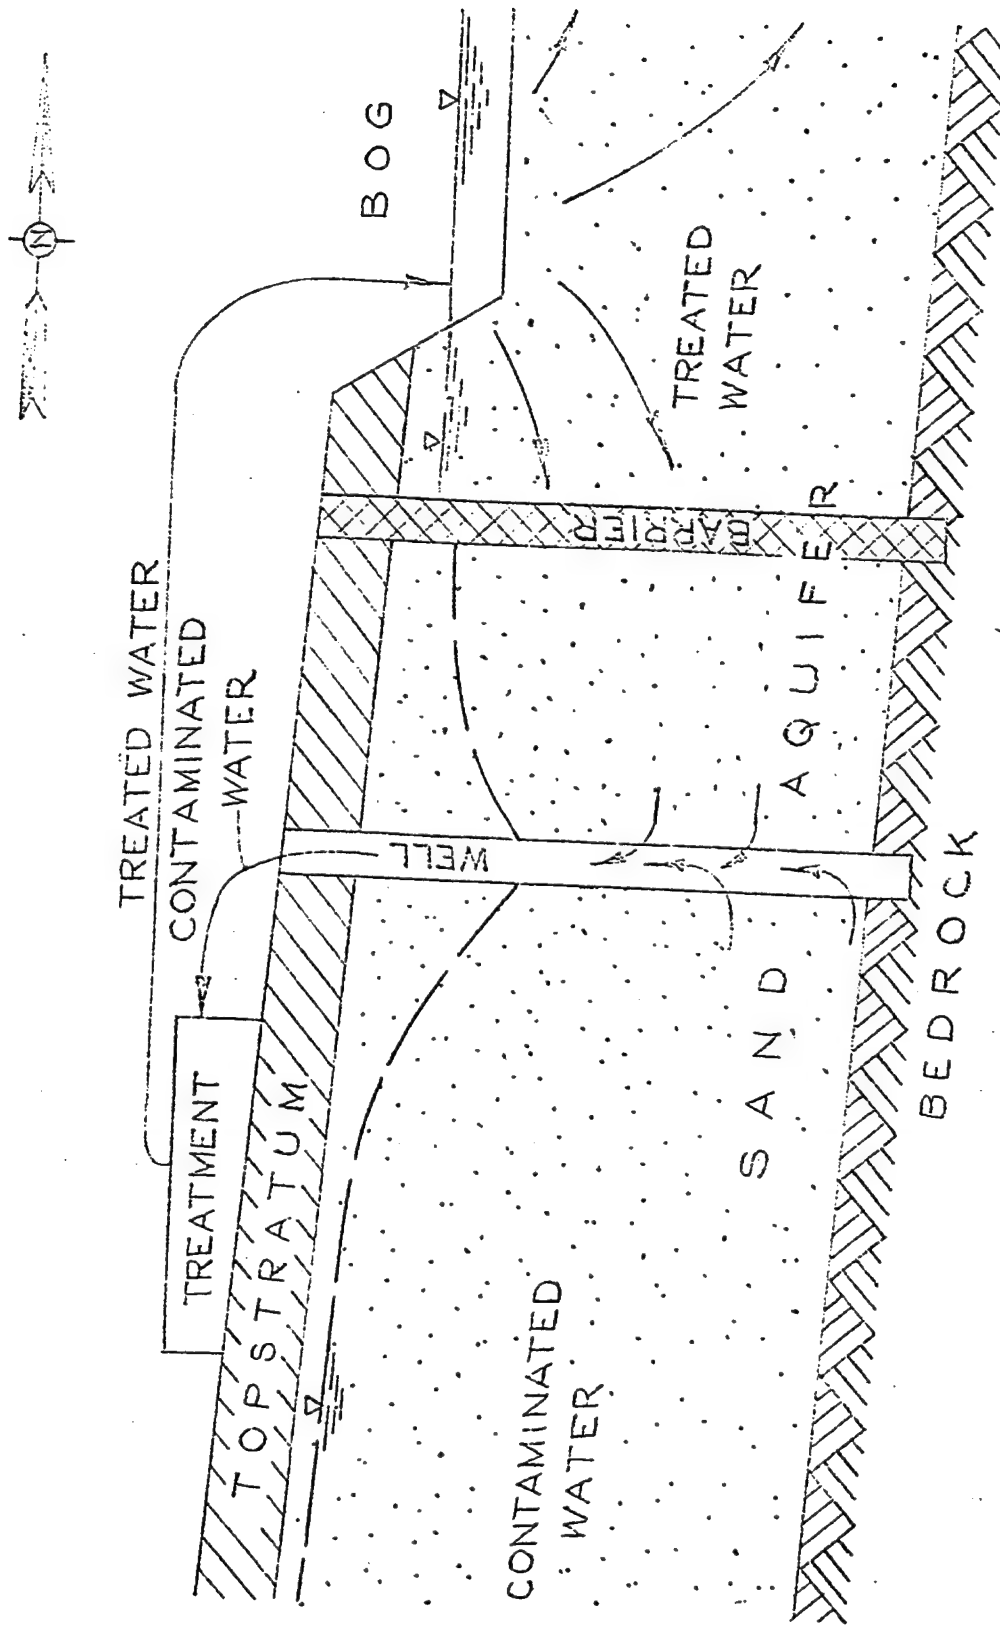 N
TREATED WATER
CONTAMINATED
WATER
TREATMENT
TOPSTRATUM
WELL
BARRIER
BOG
CONTAMINATED
WATER
TREATED
WATER
SAND AQUIFER
BEDROCK